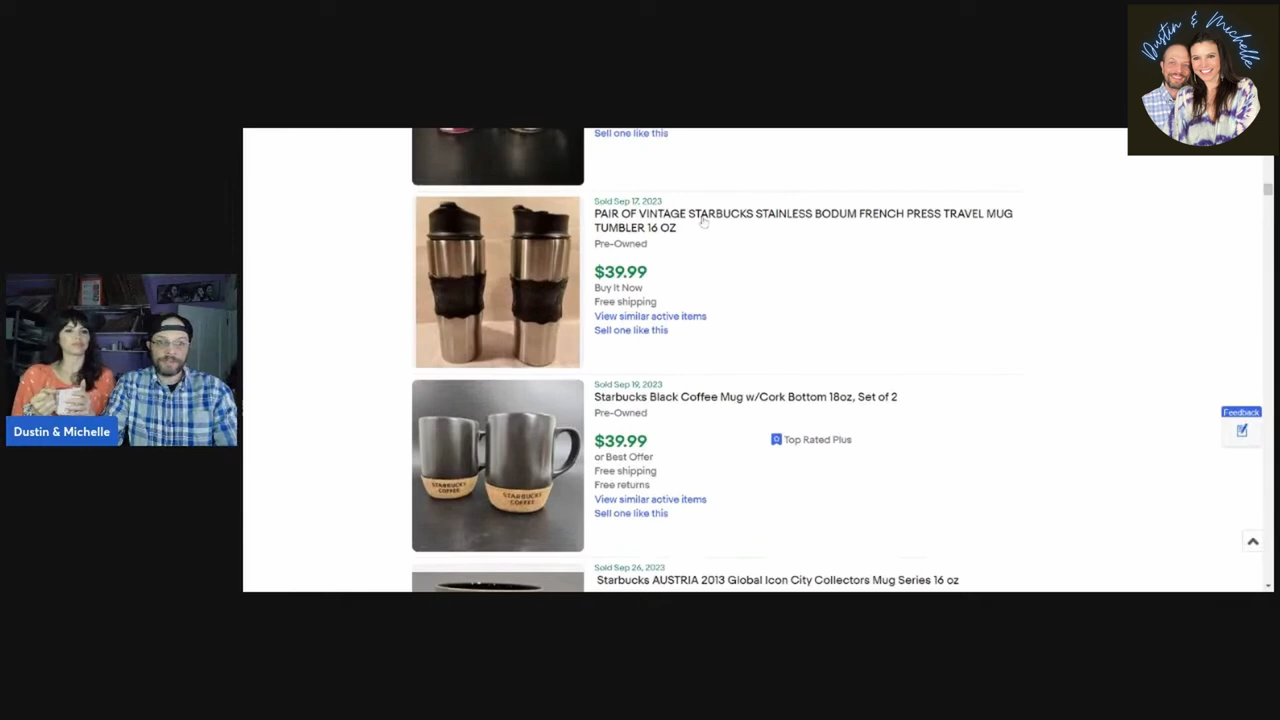 Dustin & Michelle
Sell one like this
Sold Sep 17, 2023
PAIR OF VINTAGE STARBUCKS STAINLESS BODUM FRENCH PRESS TRAVEL MUG
TUMBLER 16 OZ
Pre-Owned
$39.99
Buy It Now
Free shipping
View similar active items
Sell one like this
Sold Sep 19, 2023
Starbucks Black Coffee Mug w/Cork Bottom 18oz, Set of 2
Pre-Owned
$39.99
Top Rated Plus
or Best Offer
Free shipping
Free returns
View similar active items
Sell one like this
STARBUCKS
COFFEE
STARBUCKS
COFFEE
Sold Sep 26, 2023
Starbucks AUSTRIA 2013 Global Icon City Collectors Mug Series 16 oz
Feedback
Dustin & Michelle